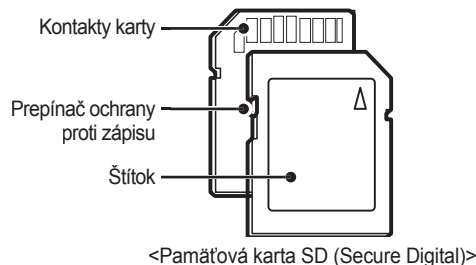 Kontakty karty
Prepínač ochrany
proti zápisu
Štítok
<Pamäťová karta SD (Secure Digital)>